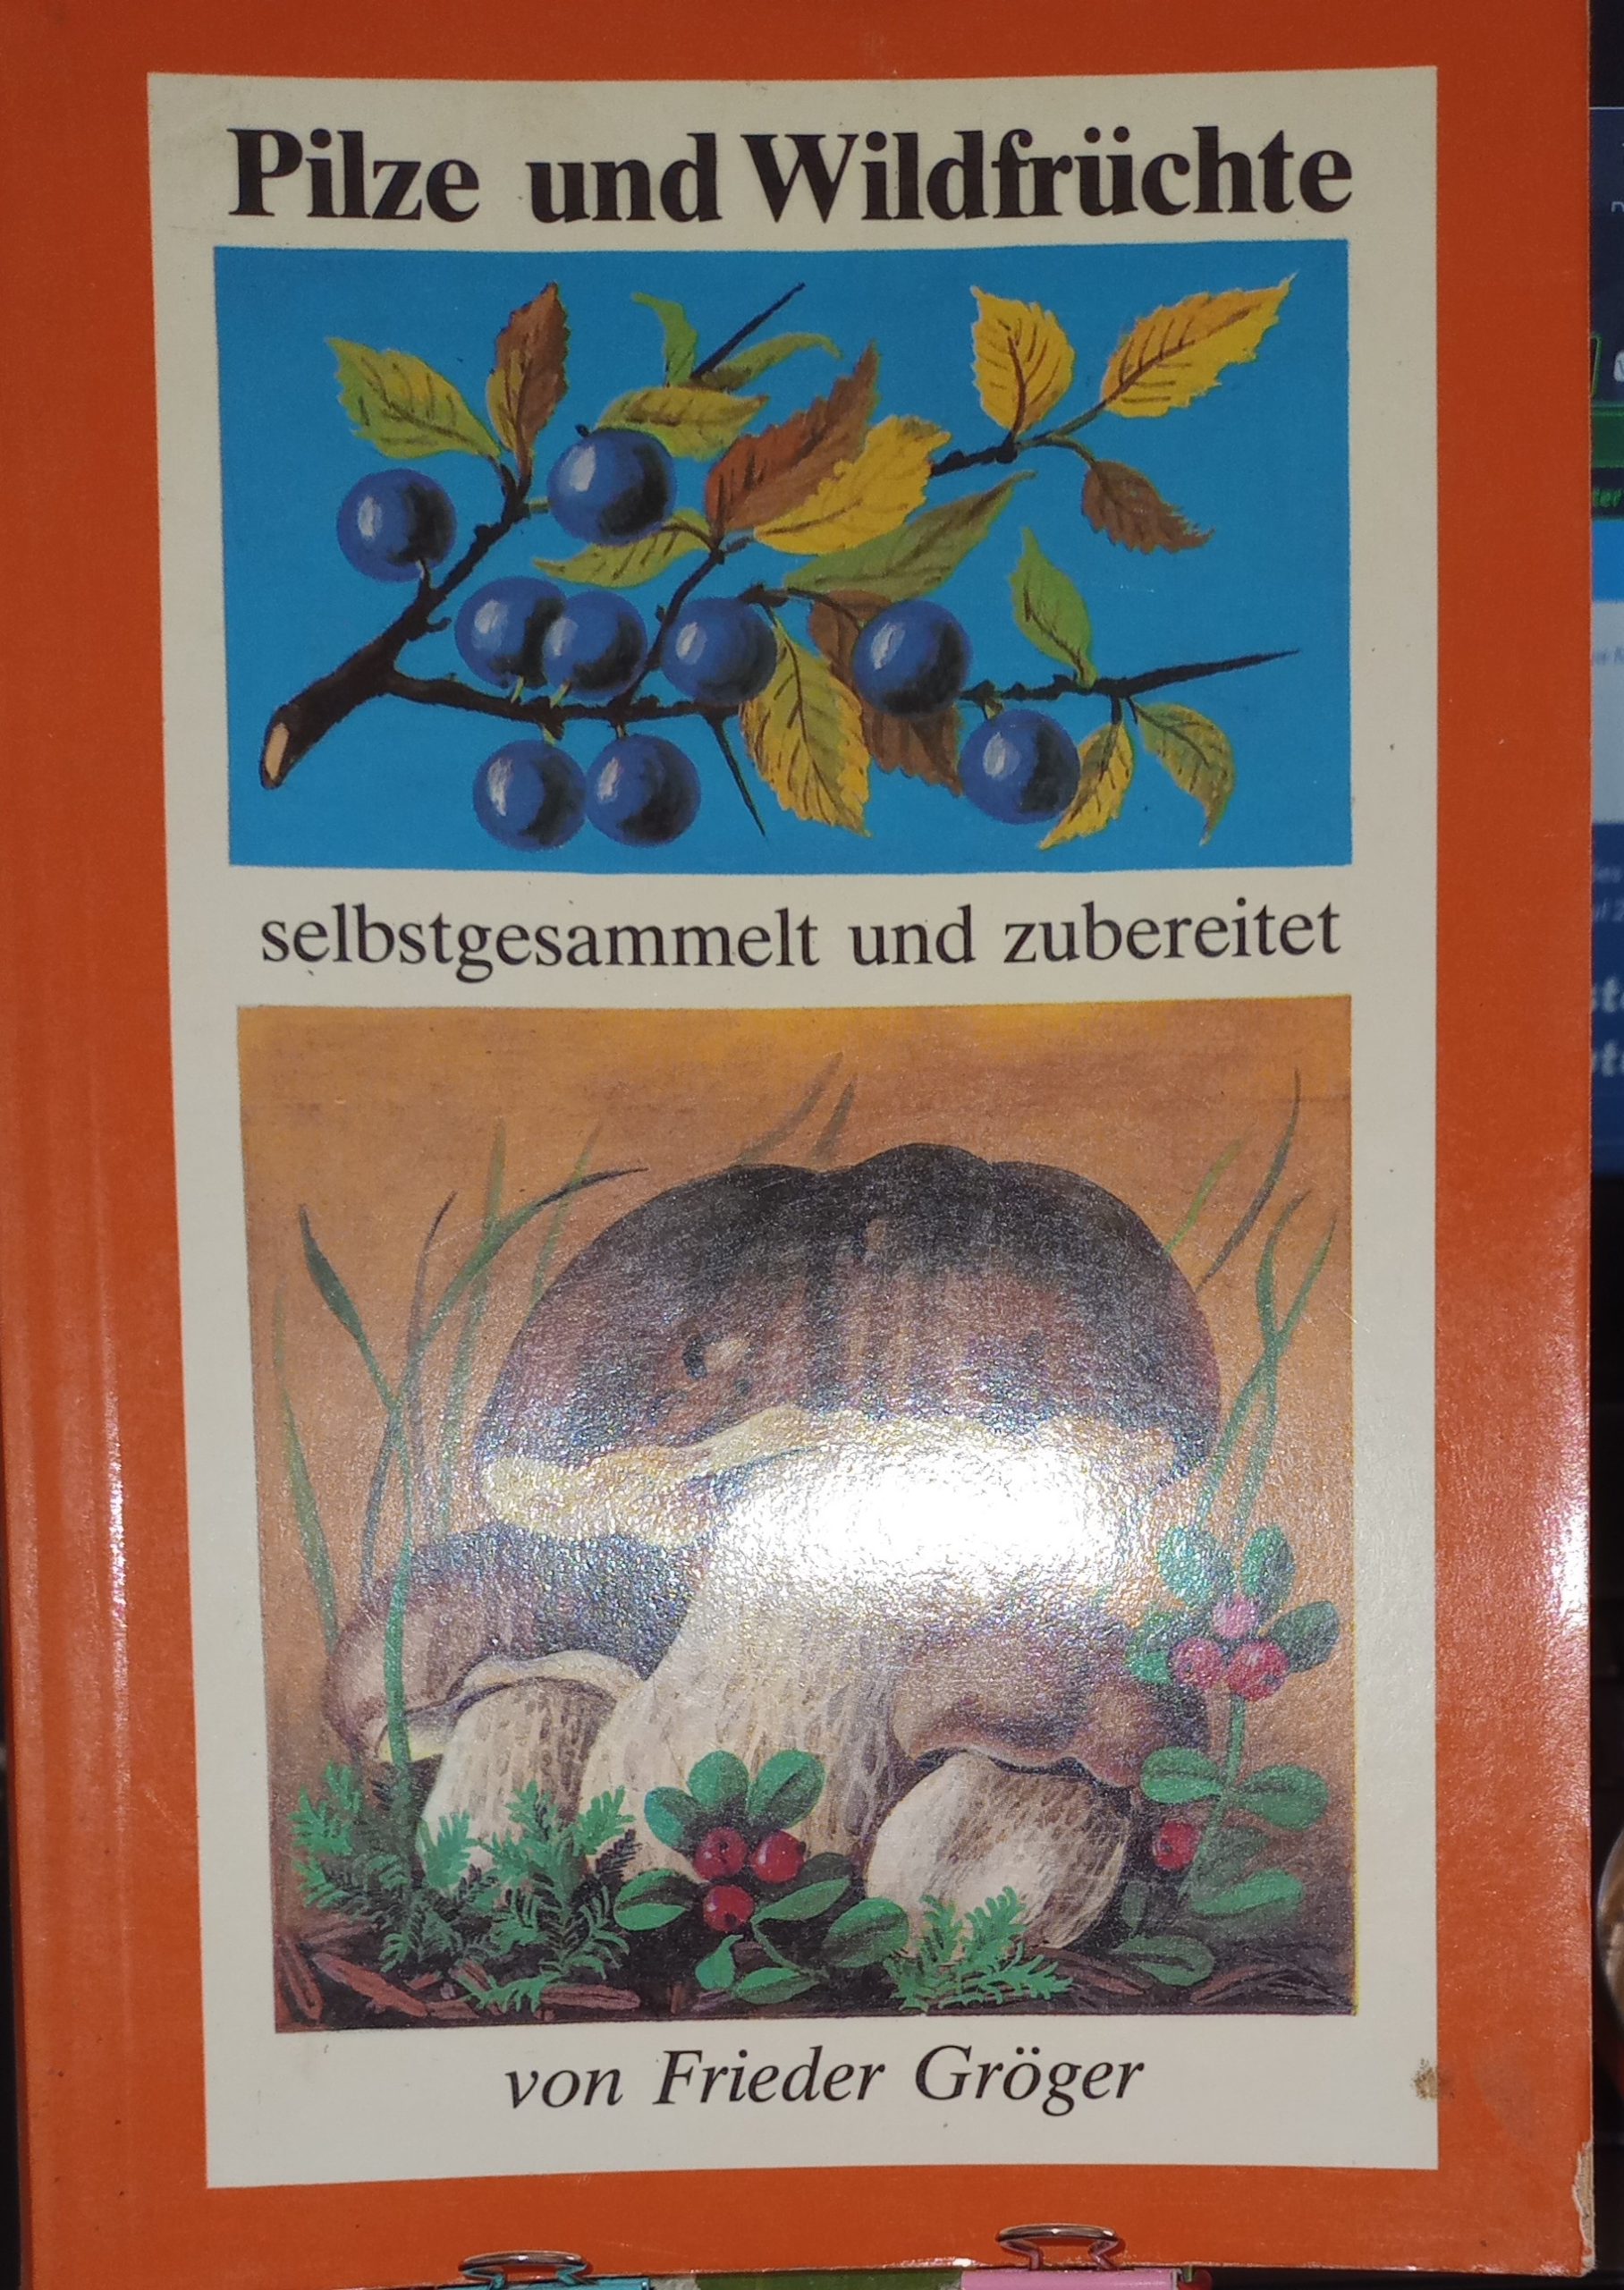 Pilze und Wildfrüchte
selbstgesammelt und zubereitet
von Frieder Gröger